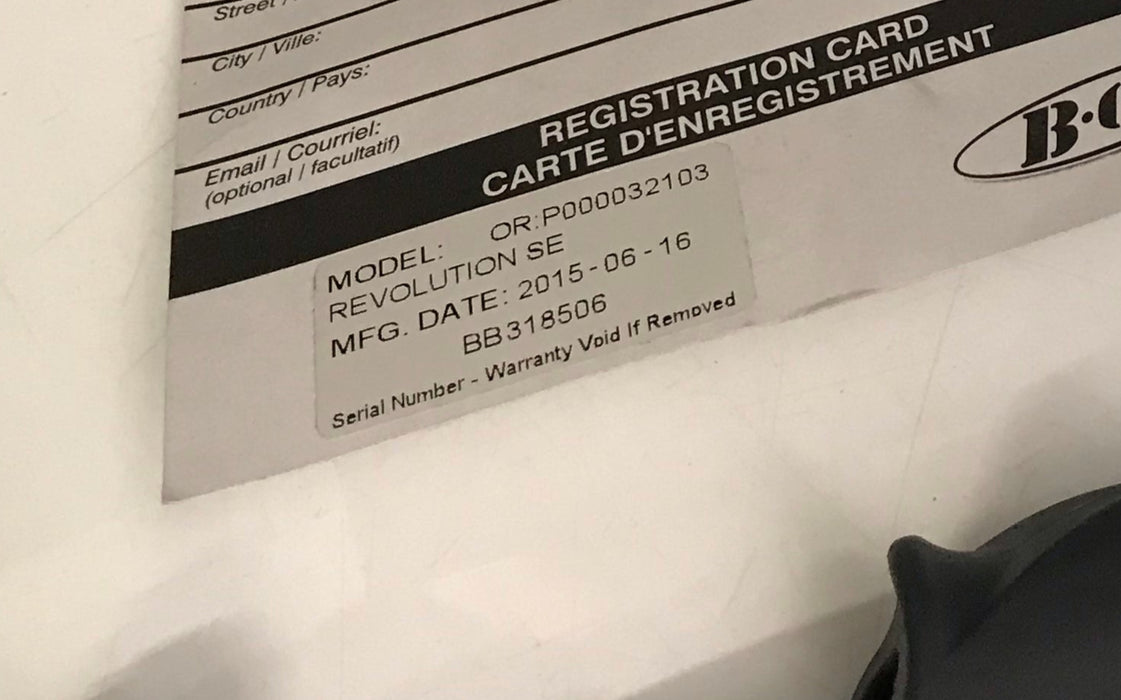 Street /
City / Ville:
Country / Pays:
Email / Courriel:
(optional / facultatif)
REGISTRATION CARD
CARTE D'ENREGISTREMENT
MODEL: OR:P000032103
REVOLUTION SE
MFG. DATE: 2015-06-16
BB318506
Serial Number - Warranty Void If Removed